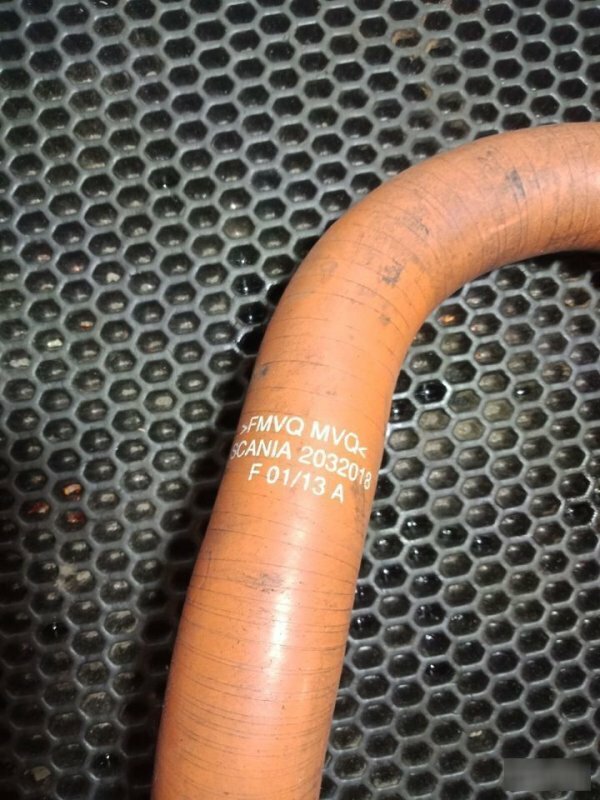 >FMVQ MVQ<
SCANIA 2032018
F 01/13 A